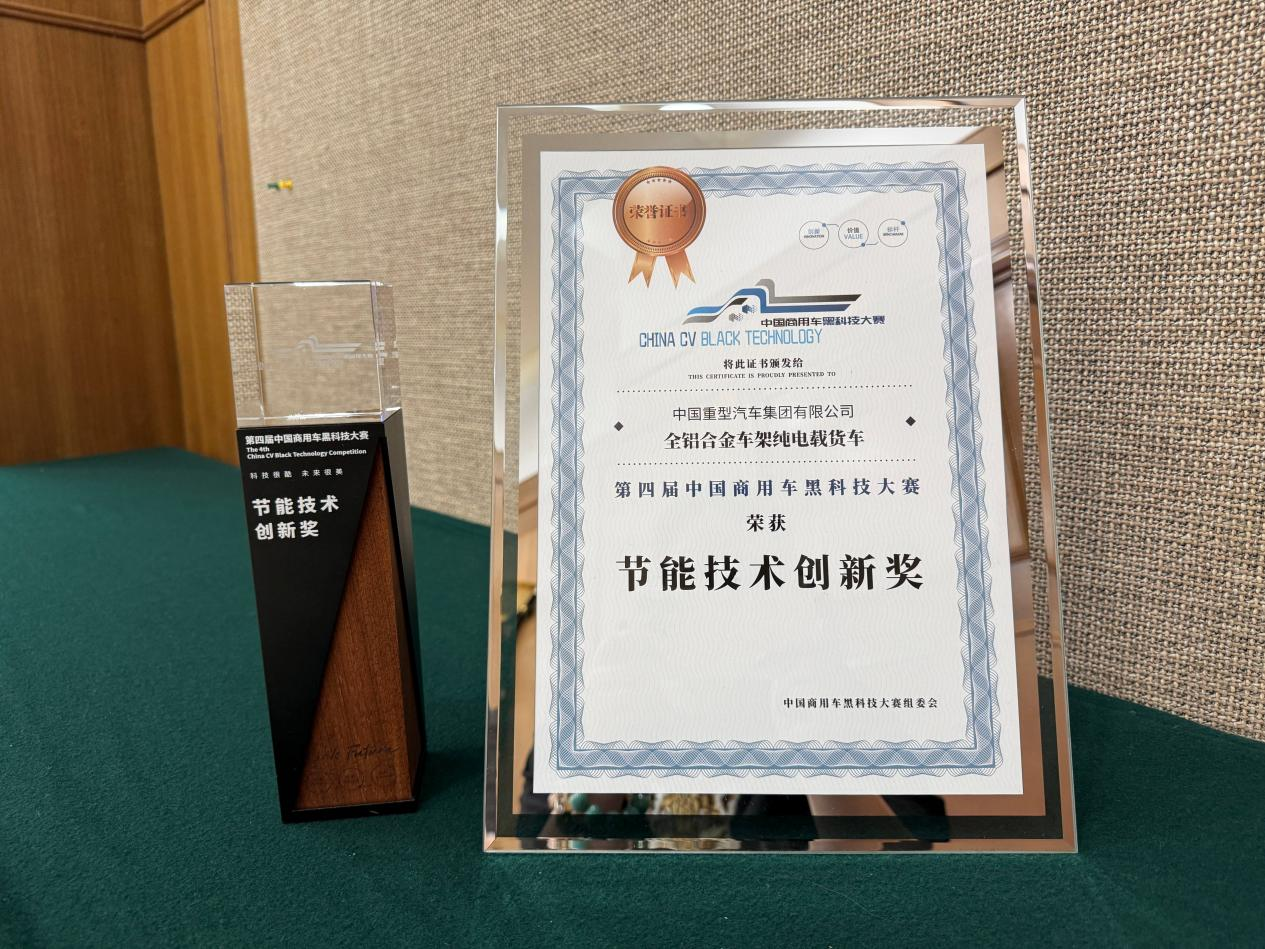 第四届中国商用车黑科技大赛
The 4th
China CV Black Technology Competition
科技很酷 未来很美
节能技术
创新奖
荣誉证书
创新
INNOVATION
价值
VALUE
标杆
BENCHMARK
中国商用车黑科技大赛
CHINA CV BLACK TECHNOLOGY
将此证书颁发给
THIS CERTIFICATE IS PROUDLY PRESENTED TO
中国重型汽车集团有限公司
全铝合金车架纯电载货车
第四届中国商用车黑科技大赛
荣获
节能技术创新奖
中国商用车黑科技大赛组委会